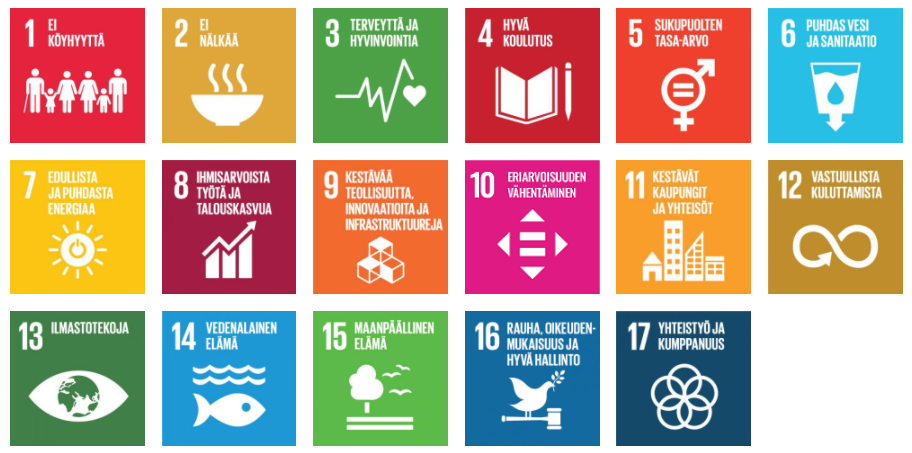 1 EI
KÖYHYYTTÄ
2 EI
NÄLKÄÄ
3 TERVEYTTÄ JA
HYVINVOINTIA
4 HYVÄ
KOULUTUS
5 SUKUPUOLTEN
TASA-ARVO
6 PUHDAS VESI
JA SANITAATIO
7 EDULLISTA
JA PUHDASTA
ENERGIAA
8 IHMISARVOISTA
TYÖTÄ JA
TALOUSKASVUA
9 KESTÄVÄÄ
TEOLLISUUTTA,
INNOVAATIOITA JA
INFRASTRUKTUUREJA
10 ERIARVOISUUDEN
VÄHENTÄMINEN
11 KESTÄVÄT
KAUPUNGIT
JA YHTEISÖT
12 VASTUULLISTA
KULUTTAMISTA
13 ILMASTOTEKOJA
14 VEDENALAINEN
ELÄMÄ
15 MAANPÄÄLLINEN
ELÄMÄ
16 RAUHA, OIKEUDEN-
MUKAISUUS JA
HYVÄ HALLINTO
17 YHTEISTYÖ JA
KUMPPANUUS